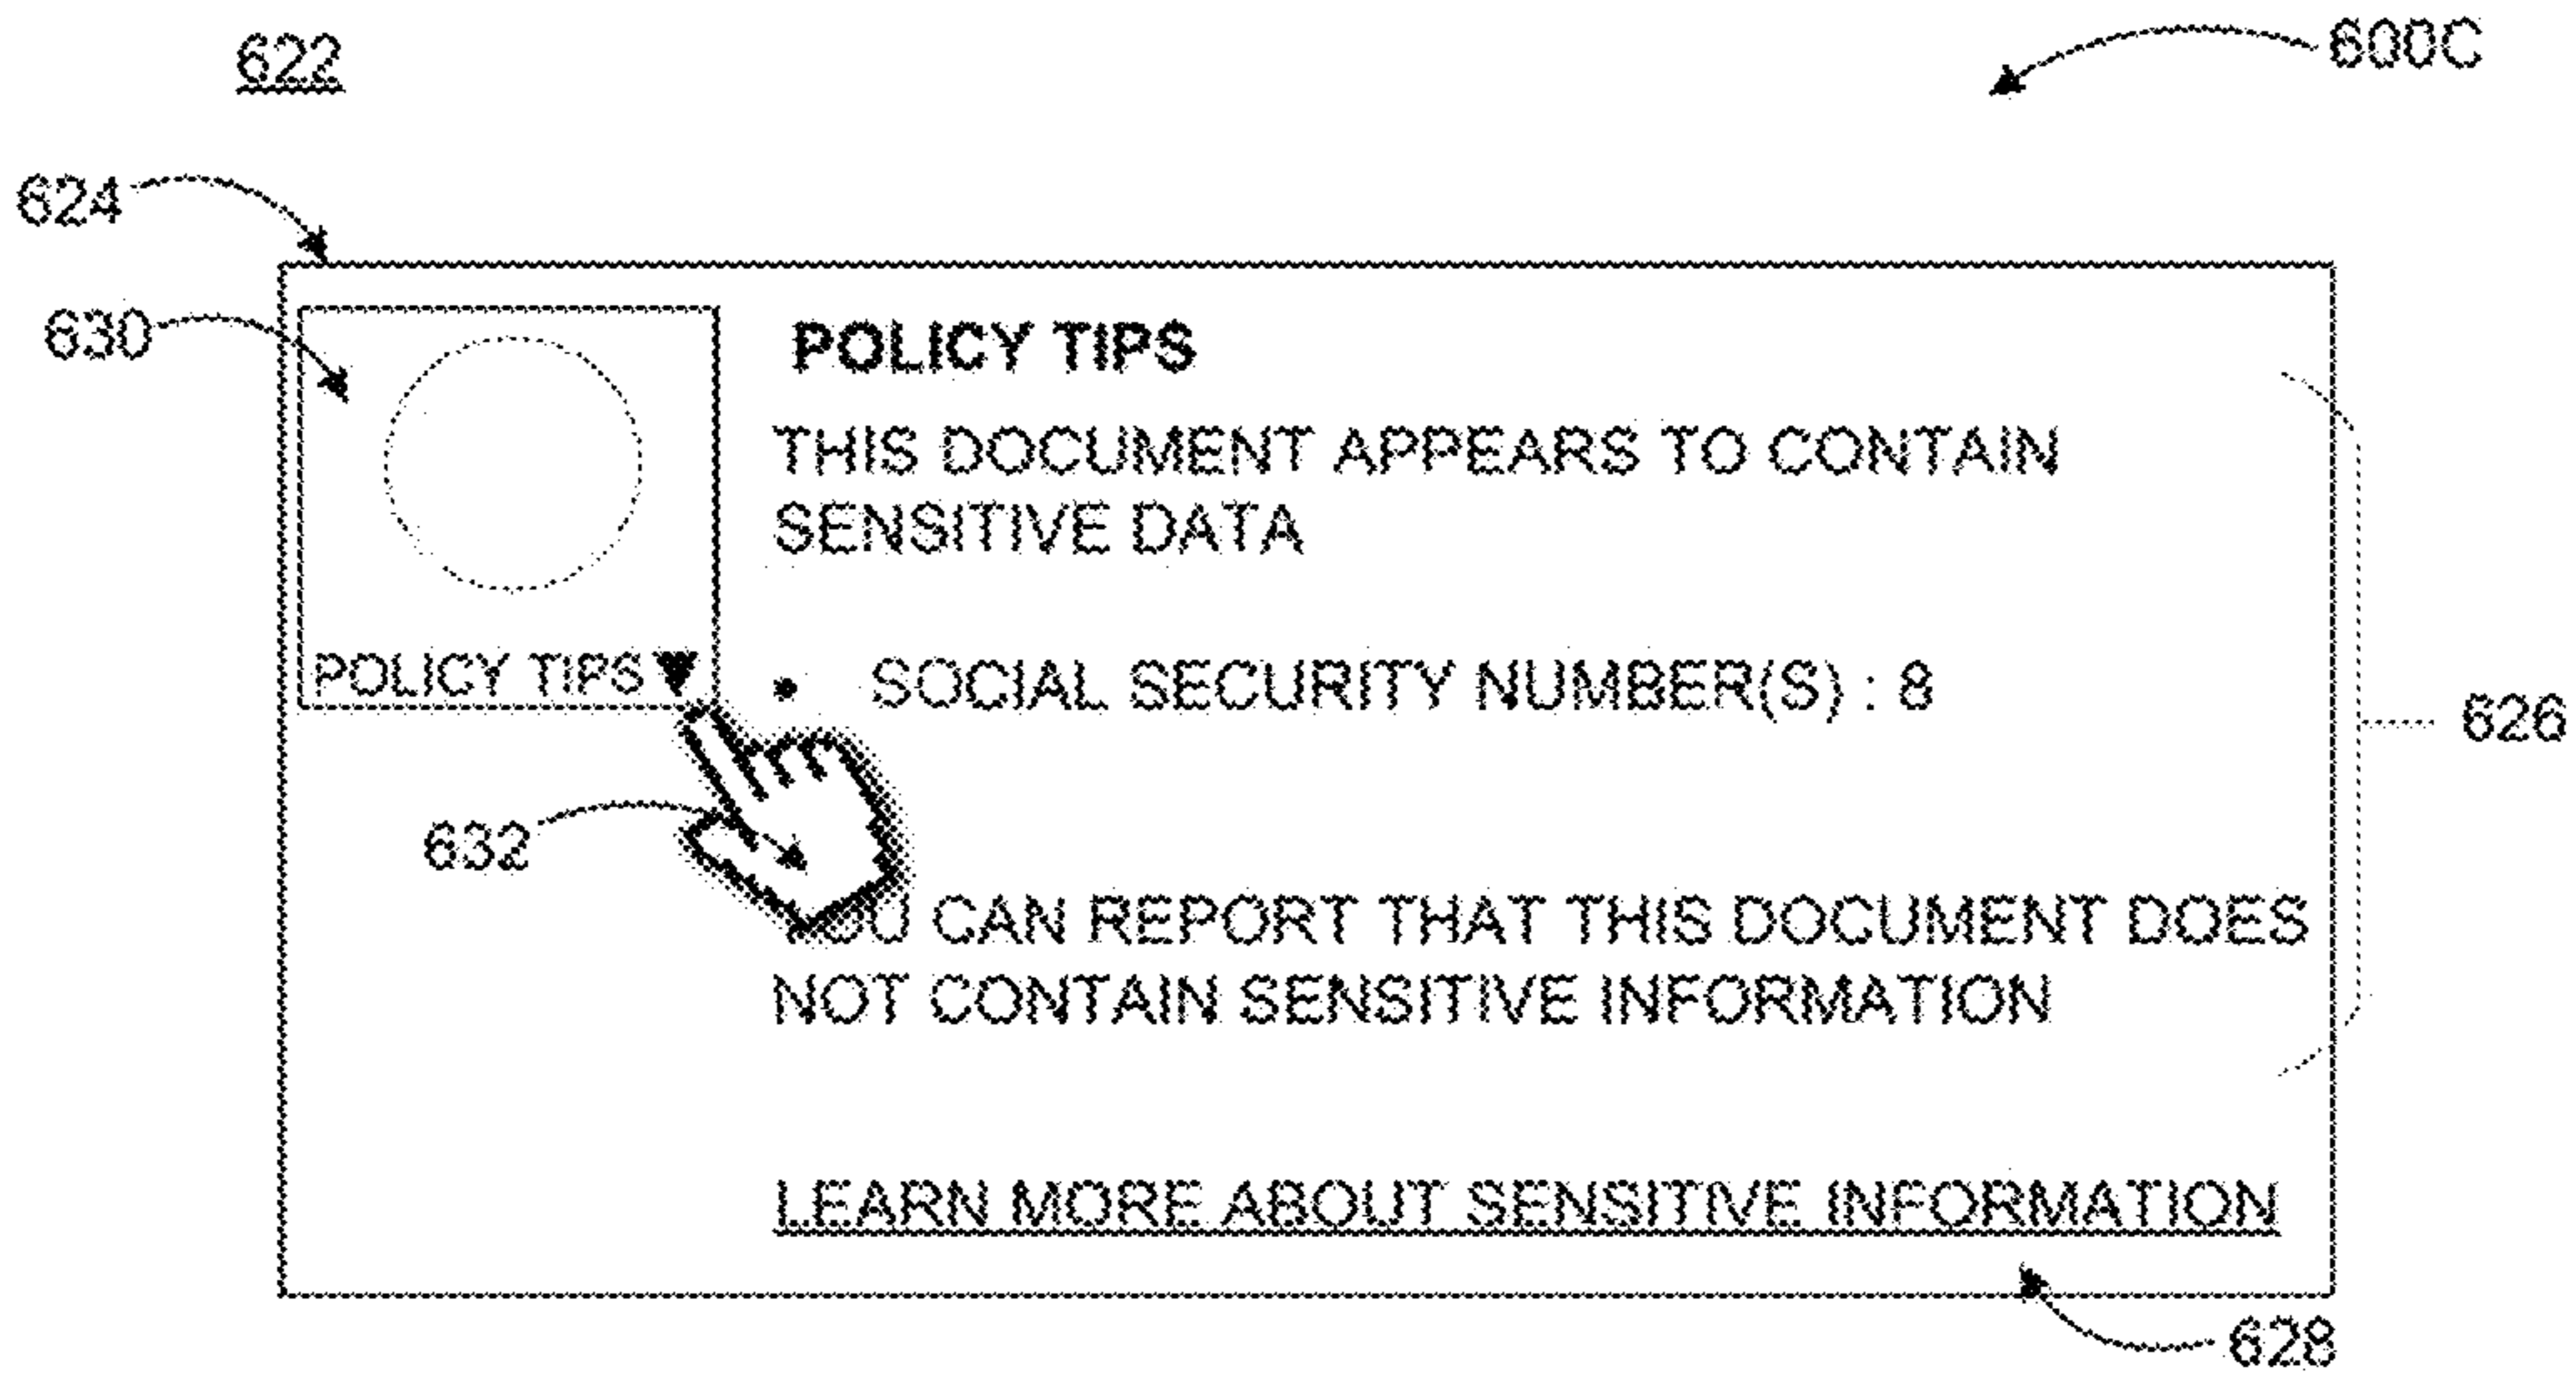 622
600C
624
630
POLICY TIPS
THIS DOCUMENT APPEARS TO CONTAIN
SENSITIVE DATA
POLICY TIPS
• SOCIAL SECURITY NUMBER(S) : 8
626
632
YOU CAN REPORT THAT THIS DOCUMENT DOES
NOT CONTAIN SENSITIVE INFORMATION
LEARN MORE ABOUT SENSITIVE INFORMATION
628